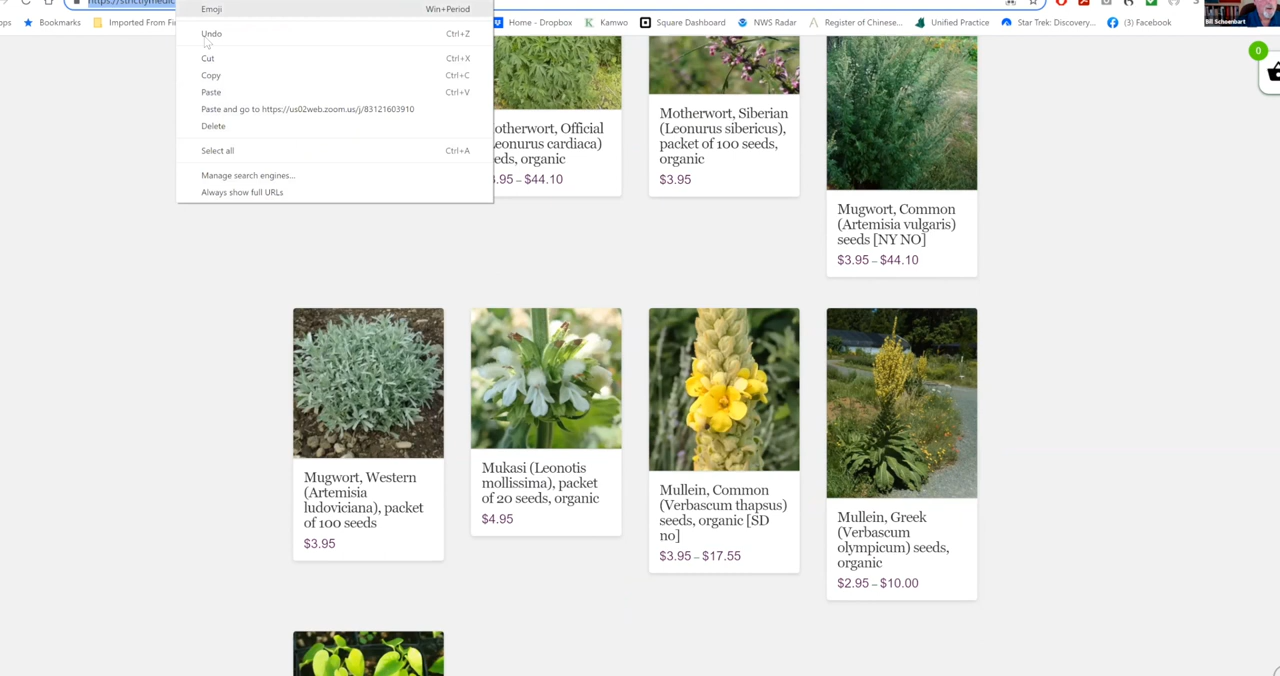 https://strictlymedic
Emoji Win+Period
Undo Ctrl+Z
Cut Ctrl+X
Copy Ctrl+C
Paste Ctrl+V
Paste and go to https://us02web.zoom.us/j/83121603910
Delete
Select all Ctrl+A
Manage search engines...
Always show full URLs
Bookmarks
Imported From Fi
Home - Dropbox
Kamwo
Square Dashboard
NWS Radar
Register of Chinese...
Unified Practice
Star Trek: Discovery...
(3) Facebook
Bill Schoenbart
0
otherwort, Official
eonurus cardiaca)
eds, organic
3.95 – $44.10
Motherwort, Siberian
(Leonurus sibericus),
packet of 100 seeds,
organic
$3.95
Mugwort, Common
(Artemisia vulgaris)
seeds [NY NO]
$3.95 – $44.10
Mugwort, Western
(Artemisia
ludoviciana), packet
of 100 seeds
$3.95
Mukasi (Leonotis
mollissima), packet
of 20 seeds, organic
$4.95
Mullein, Common
(Verbascum thapsus)
seeds, organic [SD
no]
$3.95 – $17.55
Mullein, Greek
(Verbascum
olympicum) seeds,
organic
$2.95 – $10.00